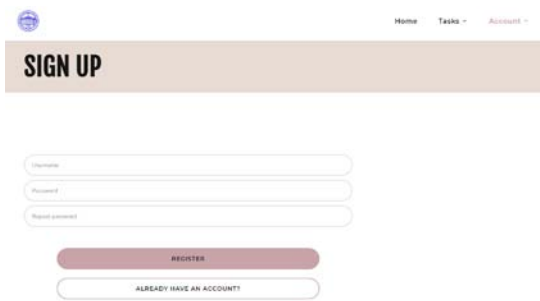 Home Tasks Account
SIGN UP
Username
Password
Repeat password
REGISTER
ALREADY HAVE AN ACCOUNT?